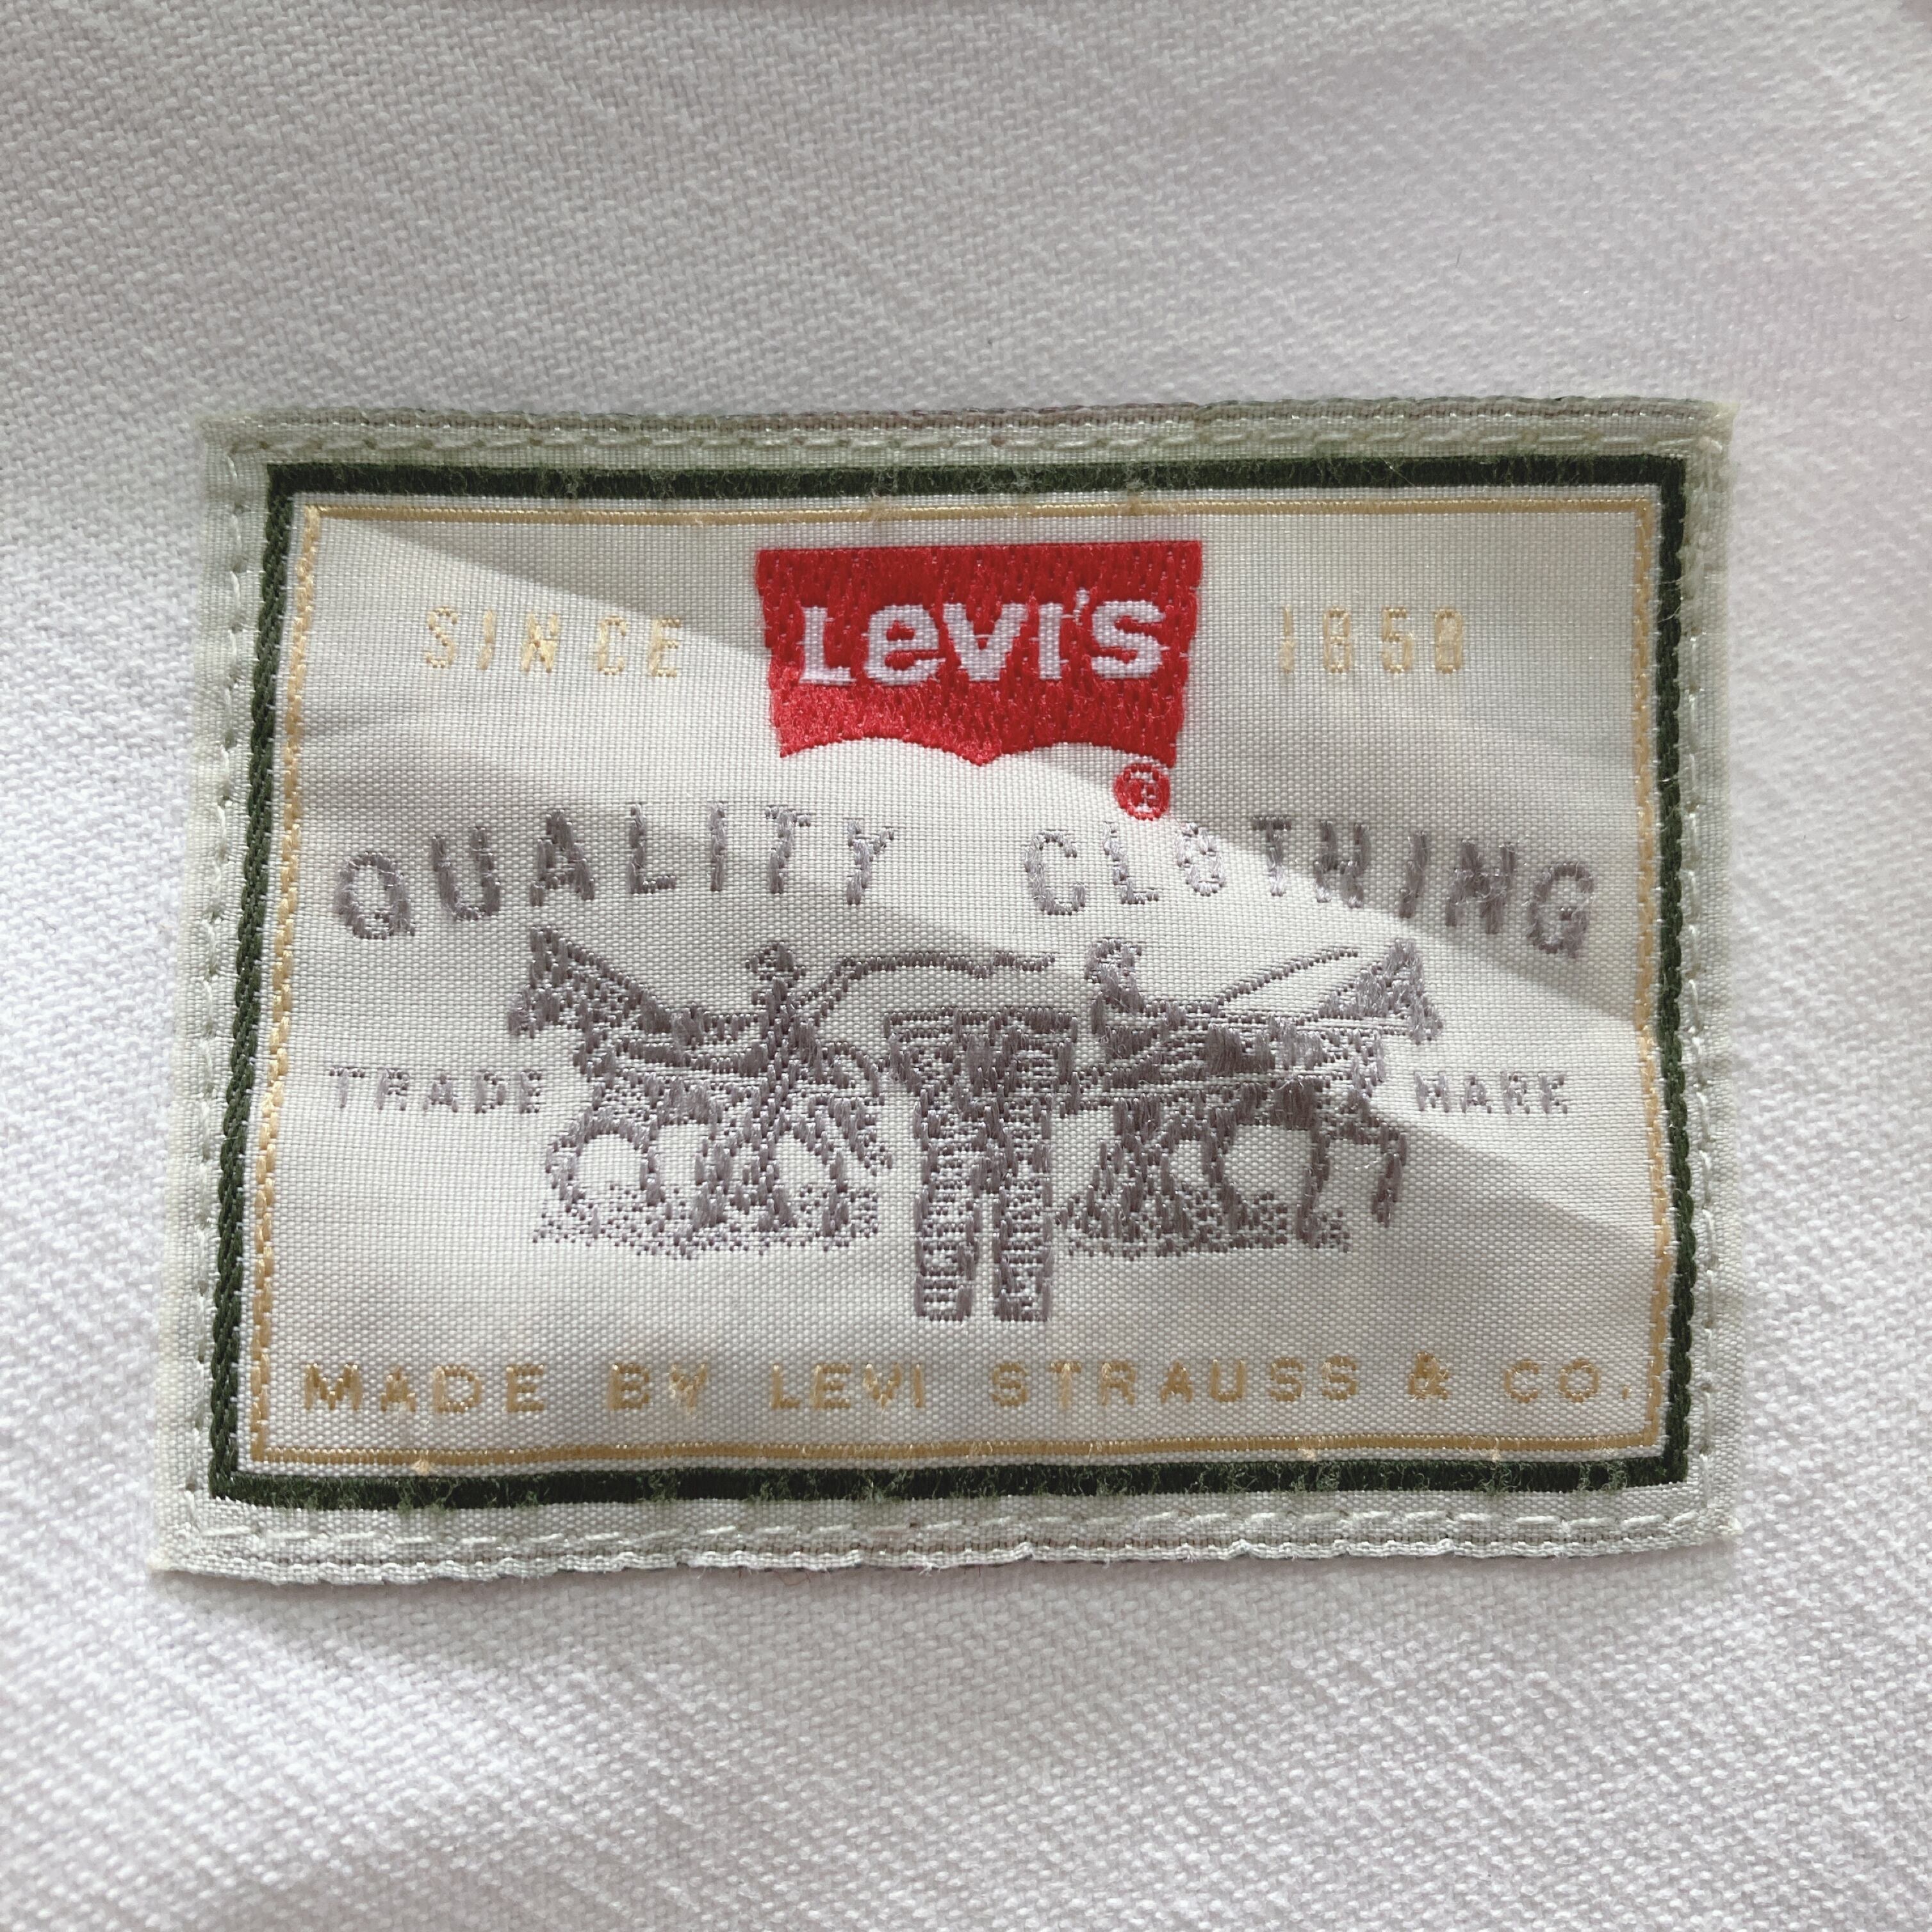 SINCE LEVI'S 1850
®
QUALITY CLOTHING
TRADE MARK
MADE BY LEVI STRAUSS & CO.